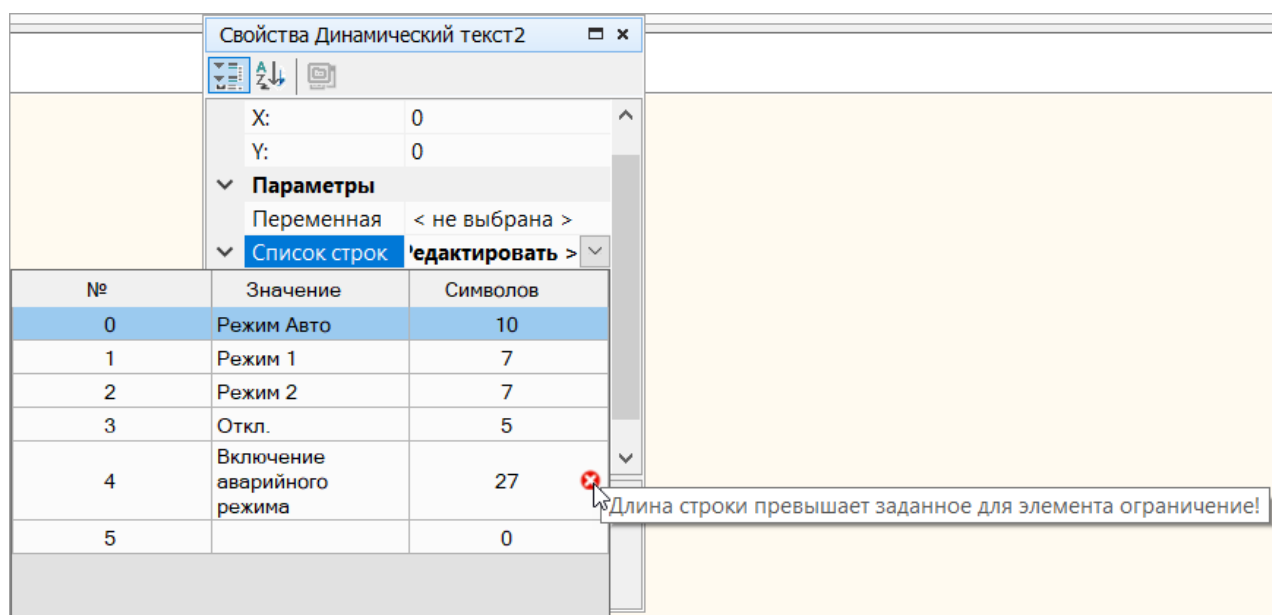 Свойства Динамический текст2
X: 0
Y: 0
Параметры
Переменная < не выбрана >
Список строк Редактировать >
№ Значение Символов
0 Режим Авто 10
1 Режим 1 7
2 Режим 2 7
3 Откл. 5
Включение
4 аварийного 27
режима
Длина строки превышает заданное для элемента ограничение!
5 0